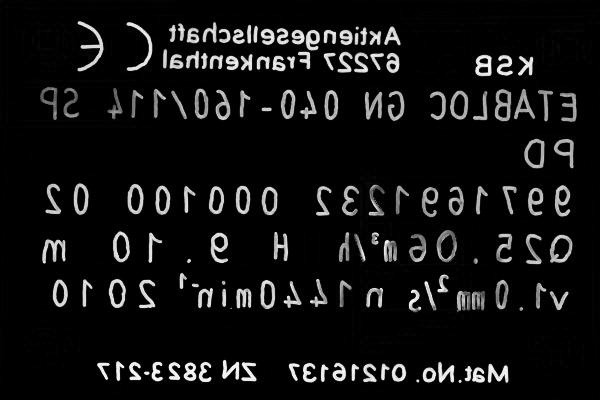 KSB Aktiengesellschaft CE
67227 Frankenthal
ETABLOC GN 040-160/114 SP
PD
9971691232 000100 02
Q25.06m³/h H 9.10 m
v1.0mm²/s n1440min⁻¹ 2010
Mat.No. 01216137 ZN 3823-217